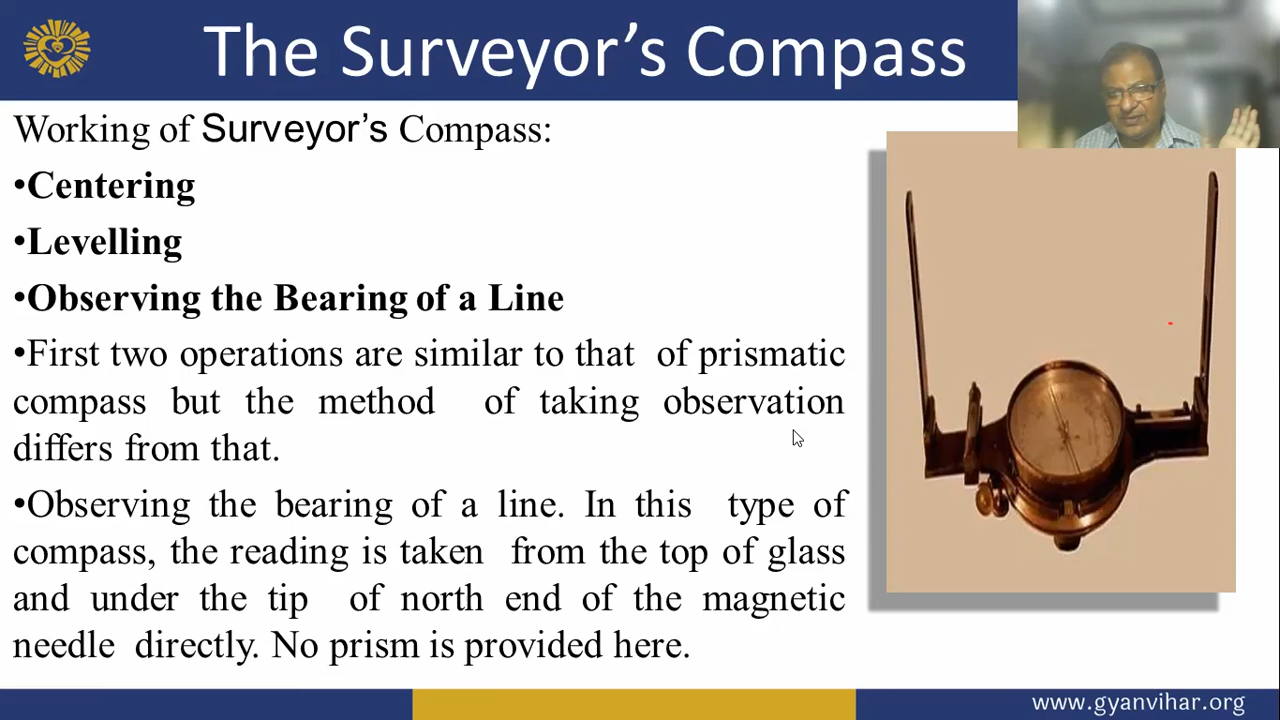 The Surveyor’s Compass
Working of Surveyor’s Compass:
•Centering
•Levelling
•Observing the Bearing of a Line
•First two operations are similar to that of prismatic
compass but the method of taking observation
differs from that.
•Observing the bearing of a line. In this type of
compass, the reading is taken from the top of glass
and under the tip of north end of the magnetic
needle directly. No prism is provided here.
www.gyanvihar.org